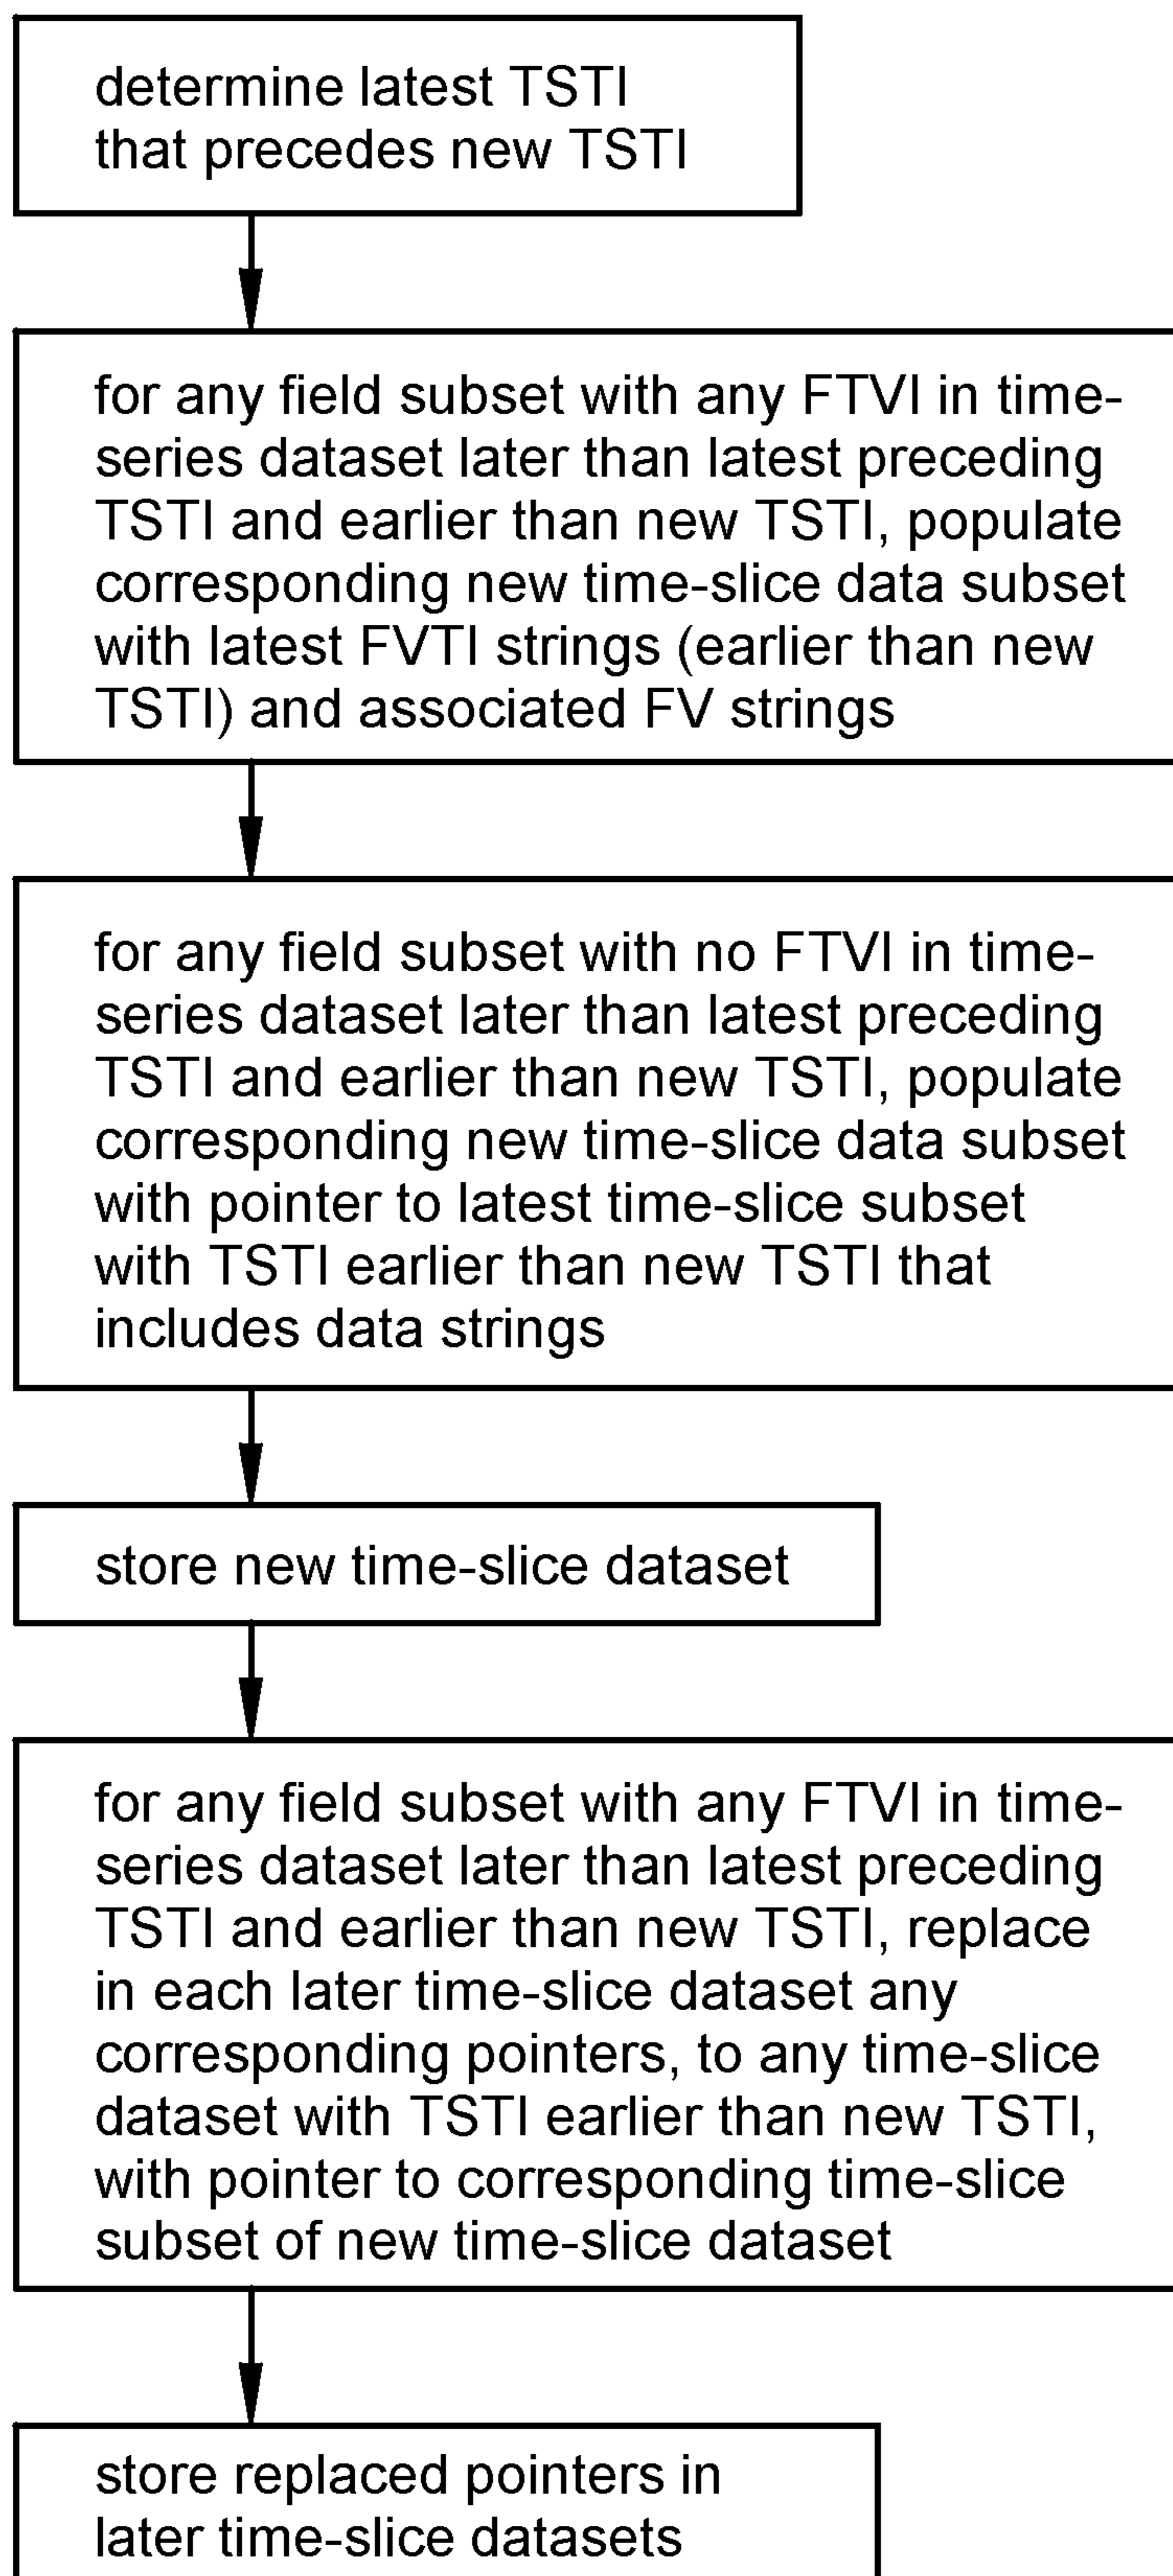 determine latest TSTI
that precedes new TSTI
for any field subset with any FTVI in time-
series dataset later than latest preceding
TSTI and earlier than new TSTI, populate
corresponding new time-slice data subset
with latest FVTI strings (earlier than new
TSTI) and associated FV strings
for any field subset with no FTVI in time-
series dataset later than latest preceding
TSTI and earlier than new TSTI, populate
corresponding new time-slice data subset
with pointer to latest time-slice subset
with TSTI earlier than new TSTI that
includes data strings
store new time-slice dataset
for any field subset with any FTVI in time-
series dataset later than latest preceding
TSTI and earlier than new TSTI, replace
in each later time-slice dataset any
corresponding pointers, to any time-slice
dataset with TSTI earlier than new TSTI,
with pointer to corresponding time-slice
subset of new time-slice dataset
store replaced pointers in
later time-slice datasets